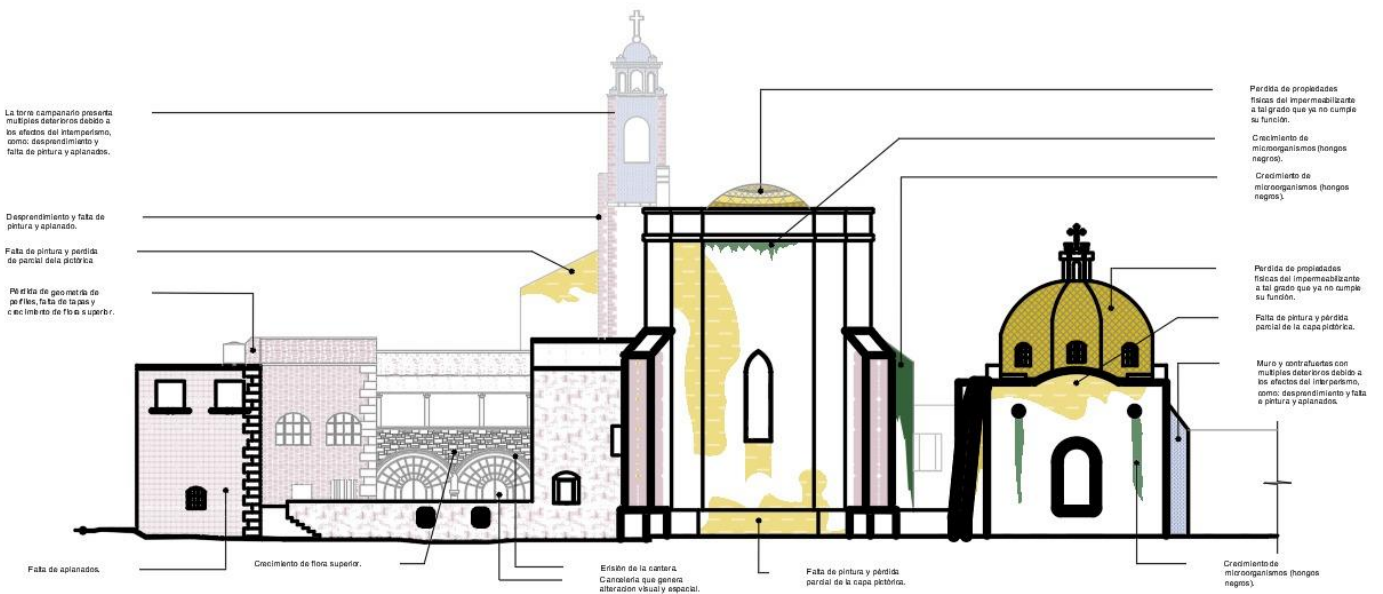 La torre campanario presenta
multiples deterioros debido a
los efectos del intemperismo,
como: desprendimiento y
falta de pintura y aplanados.
Desprendimiento y falta de
pintura y aplanado.
Falta de pintura y perdida
de parcial dela pictórica
Pérdida de geometría de
perfiles, falta de tapas y
crecimiento de flora superior.
Falta de aplanados.
Crecimiento de flora superior.
Erisión de la cantera.
Cancelería que genera
alteracion visual y espacial.
Falta de pintura y pérdida
parcial de la capa pictórica.
Perdida de propiedades
físicas del impermeabilizante
a tal grado que ya no cumple
su función.
Crecimiento de
microorganismos (hongos
negros).
Crecimiento de
microorganismos (hongos
negros).
Perdida de propiedades
físicas del impermeabilizante
a tal grado que ya no cumple
su función.
Falta de pintura y pérdida
parcial de la capa pictórica.
Muro y contrafuertes con
multiples deterioros debido a
los efectos del interperismo,
como: desprendimiento y falta
e pintura y aplanados.
Crecimiento de
microorganismos (hongos
negros).